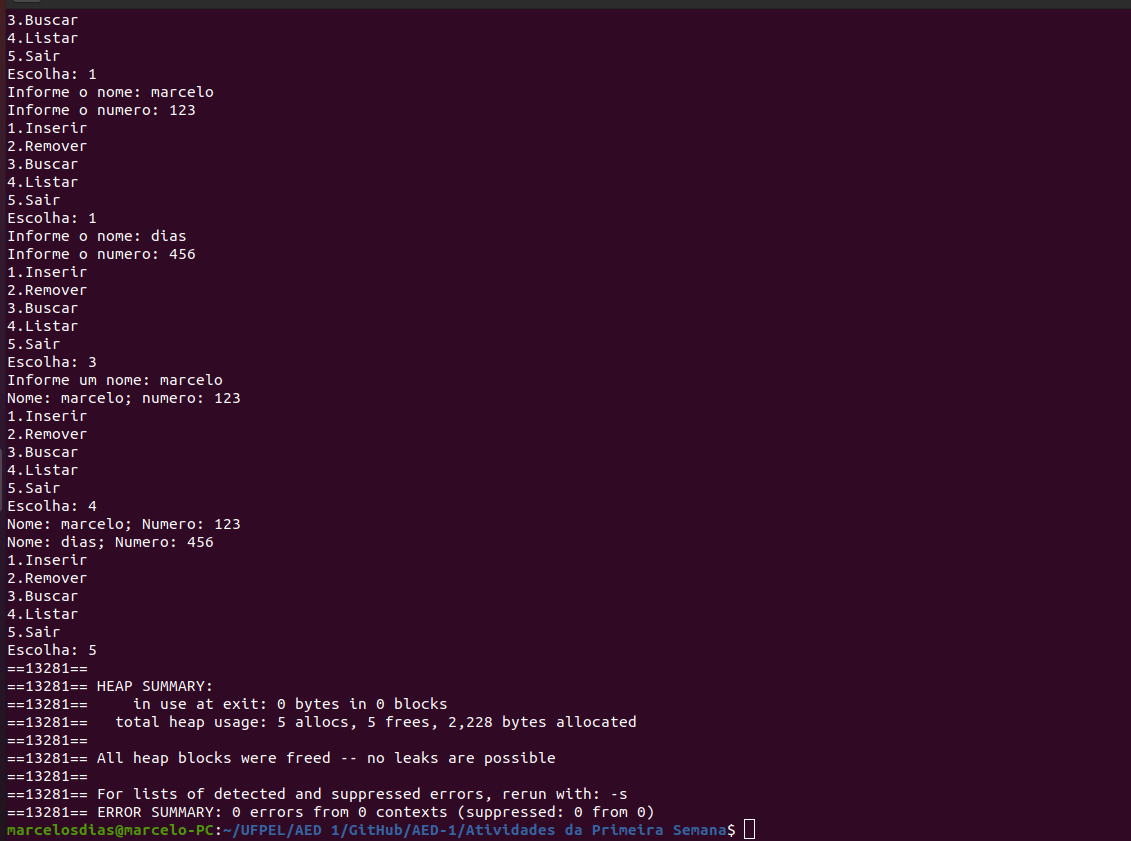 3.Buscar
4.Listar
5.Sair
Escolha: 1
Informe o nome: marcelo
Informe o numero: 123
1.Inserir
2.Remover
3.Buscar
4.Listar
5.Sair
Escolha: 1
Informe o nome: dias
Informe o numero: 456
1.Inserir
2.Remover
3.Buscar
4.Listar
5.Sair
Escolha: 3
Informe um nome: marcelo
Nome: marcelo; numero: 123
1.Inserir
2.Remover
3.Buscar
4.Listar
5.Sair
Escolha: 4
Nome: marcelo; Numero: 123
Nome: dias; Numero: 456
1.Inserir
2.Remover
3.Buscar
4.Listar
5.Sair
Escolha: 5
==13281==
==13281== HEAP SUMMARY:
==13281==     in use at exit: 0 bytes in 0 blocks
==13281==   total heap usage: 5 allocs, 5 frees, 2,228 bytes allocated
==13281==
==13281== All heap blocks were freed -- no leaks are possible
==13281==
==13281== For lists of detected and suppressed errors, rerun with: -s
==13281== ERROR SUMMARY: 0 errors from 0 contexts (suppressed: 0 from 0)
marcelosdias@marcelo-PC:~/UFPEL/AED 1/GitHub/AED-1/Atividades da Primeira Semana$